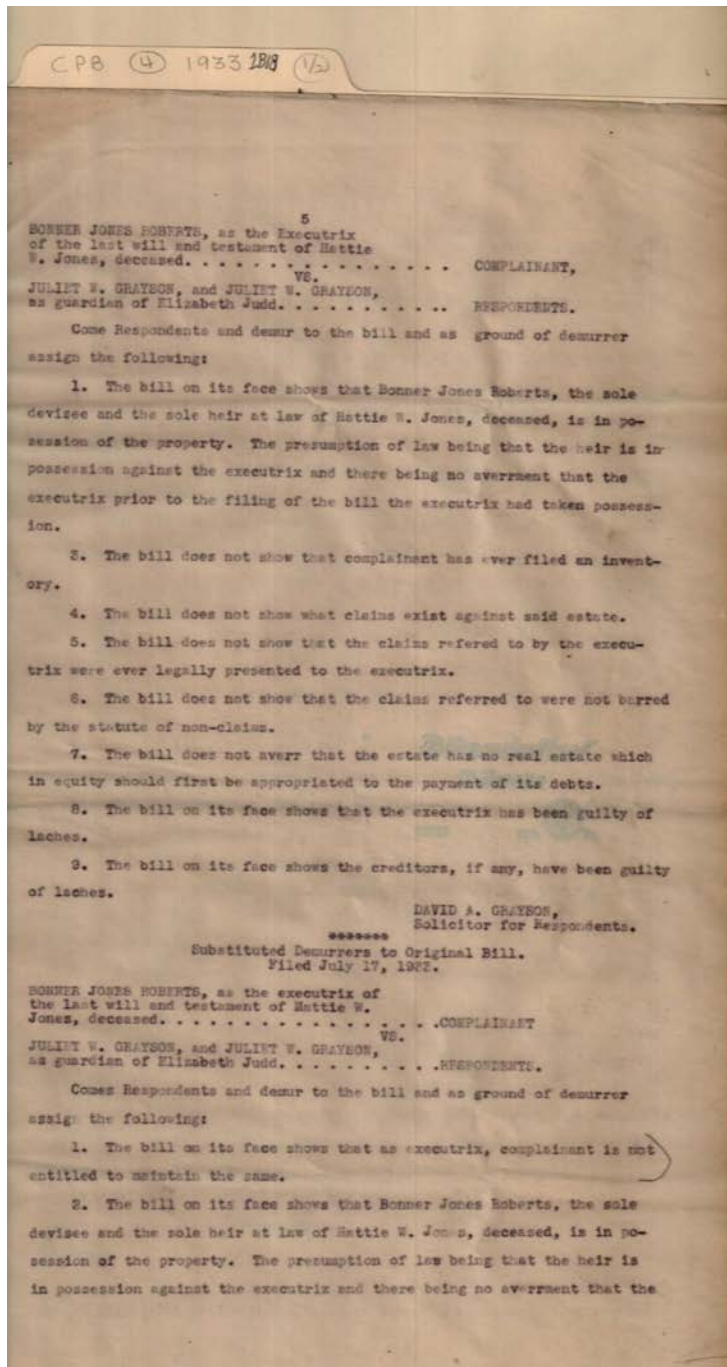 CPB 4 1933 1818 (1/2)
5
BONNER JONES ROBERTS, as the Executrix
of the last will and testament of Hattie
W. Jones, deceased. . . . . . . . . . . . . . . . . . COMPLAINANT,
VS.
JULIET W. GRAYSON, and JULIET W. GRAYSON,
as guardian of Elizabeth Judd. . . . . . . . . . .. RESPONDENTS.
Come Respondents and demur to the bill and as ground of demurrer
assign the following:
1. The bill on its face shows that Bonner Jones Roberts, the sole
devisee and the sole heir at law of Hattie W. Jones, deceased, is in po-
session of the property. The presumption of law being that the heir is in
possession against the executrix and there being no averrment that the
executrix prior to the filing of the bill the executrix had taken possess-
ion.
3. The bill does not show that complainant has ever filed an invent-
ory.
4. The bill does not show what claims exist against said estate.
5. The bill does not show that the claims refered to by the execu-
trix were ever legally presented to the executrix.
6. The bill does not show that the claims referred to were not barred
by the statute of non-claims.
7. The bill does not averr that the estate has no real estate which
in equity should first be appropriated to the payment of its debts.
8. The bill on its face shows that the executrix has been guilty of
laches.
9. The bill on its face shows the creditors, if any, have been guilty
of laches.
DAVID A. GRAYSON,
Solicitor for Respondents.
*******
Substituted Demurrers to Original Bill.
Filed July 17, 1932.
BONNER JONES ROBERTS, as the executrix of
the last will and testament of Hattie W.
Jones, deceased. . . . . . . . . . . . . . . . . .COMPLAINANT
VS.
JULIET W. GRAYSON, and JULIET W. GRAYSON,
as guardian of Elizabeth Judd. . . . . . . . . . .RESPONDENTS.
Comes Respondents and demur to the bill and as ground of demurrer
assign the following:
1. The bill on its face shows that as executrix, complainant is not
entitled to maintain the same.
2. The bill on its face shows that Bonner Jones Roberts, the sole
devisee and the sole heir at law of Hattie W. Jones, deceased, is in po-
session of the property. The presumption of law being that the heir is
in possession against the executrix and there being no averrment that the